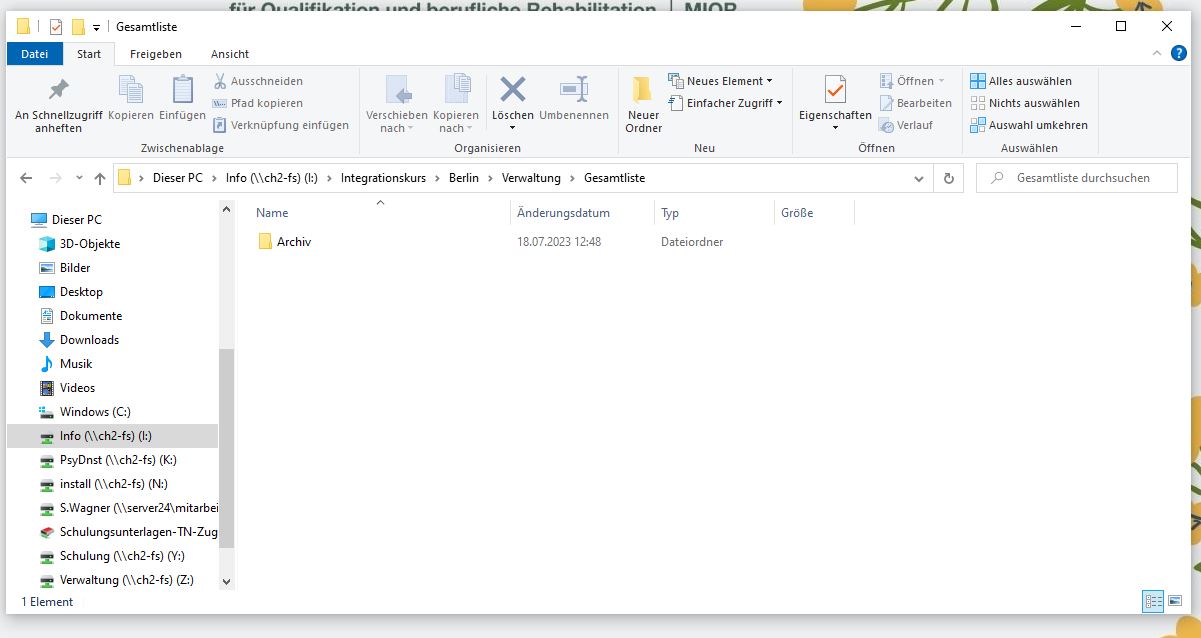 für Qualifikation und berufliche Rehabilitation | MIQR
Gesamtliste
Datei Start Freigeben Ansicht
An Schnellzugriff anheften
Kopieren
Einfügen
Ausschneiden
Pfad kopieren
Verknüpfung einfügen
Zwischenablage
Verschieben nach
Kopieren nach
Löschen
Umbenennen
Organisieren
Neuer Ordner
Neues Element
Einfacher Zugriff
Neu
Eigenschaften
Öffnen
Bearbeiten
Verlauf
Öffnen
Alles auswählen
Nichts auswählen
Auswahl umkehren
Auswählen
Dieser PC > Info (\\ch2-fs) (I:) > Integrationskurs > Berlin > Verwaltung > Gesamtliste
Gesamtliste durchsuchen
Name Änderungsdatum Typ Größe
Archiv 18.07.2023 12:48 Dateiordner
Dieser PC
3D-Objekte
Bilder
Desktop
Dokumente
Downloads
Musik
Videos
Windows (C:)
Info (\\ch2-fs) (I:)
PsyDnst (\\ch2-fs) (K:)
install (\\ch2-fs) (N:)
S.Wagner (\\server24\mitarbei
Schulungsunterlagen-TN-Zug
Schulung (\\ch2-fs) (Y:)
Verwaltung (\\ch2-fs) (Z:)
1 Element